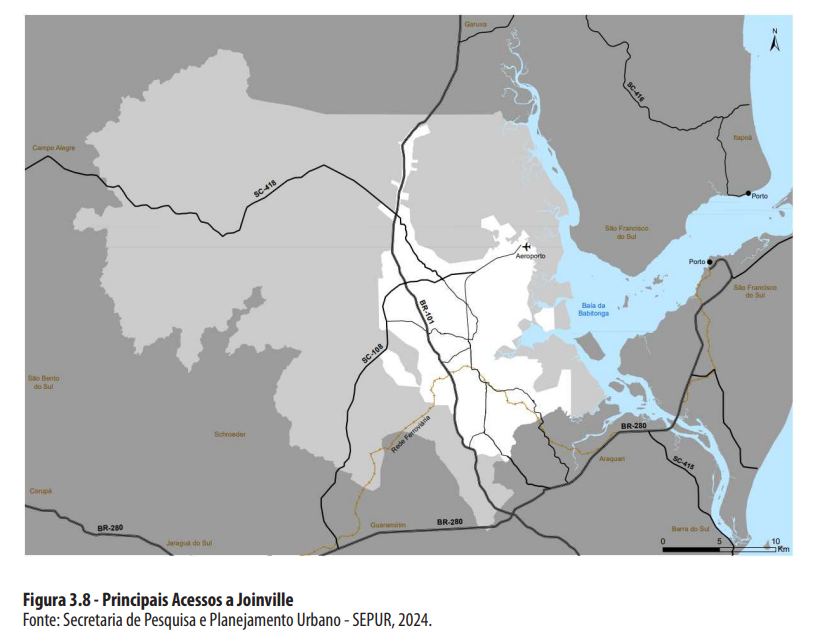 Garuva
N
SC-416
Itapoá
Campo Alegre
SC-418
Porto
São Francisco
do Sul
Aeroporto
Porto
São Francisco
do Sul
Baía da
Babitonga
BR-101
SC-108
São Bento
do Sul
Schroeder
Rede Ferroviária
BR-280
Araquari
SC-415
Corupá
BR-280
Jaraguá do Sul
Guaramirim
BR-280
Barra do Sul
0 5 10
Km
Figura 3.8 - Principais Acessos a Joinville
Fonte: Secretaria de Pesquisa e Planejamento Urbano - SEPUR, 2024.